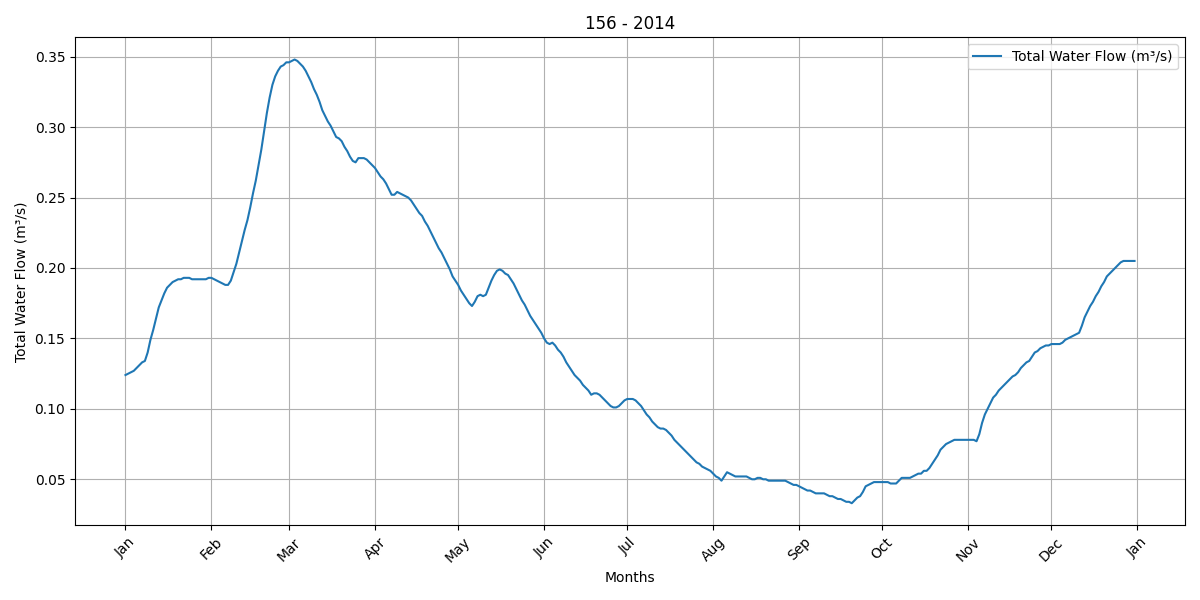 156 - 2014
Total Water Flow (m³/s)
0.35
0.30
0.25
0.20
0.15
0.10
0.05
Total Water Flow (m³/s)
Jan Feb Mar Apr May Jun Jul Aug Sep Oct Nov Dec Jan
Months